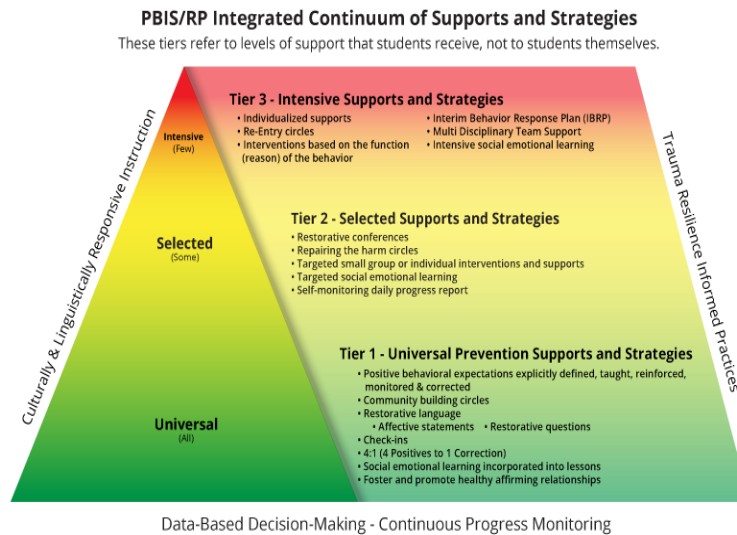 PBIS/RP Integrated Continuum of Supports and Strategies
These tiers refer to levels of support that students receive, not to students themselves.
Culturally & Linguistically Responsive Instruction
Intensive
(Few)
Selected
(Some)
Universal
(All)
Tier 3 - Intensive Supports and Strategies
• Individualized supports
• Re-Entry circles
• Interventions based on the function
(reason) of the behavior
• Interim Behavior Response Plan (IBRP)
• Multi Disciplinary Team Support
• Intensive social emotional learning
Tier 2 - Selected Supports and Strategies
• Restorative conferences
• Repairing the harm circles
• Targeted small group or individual interventions and supports
• Targeted social emotional learning
• Self-monitoring daily progress report
Tier 1 - Universal Prevention Supports and Strategies
• Positive behavioral expectations explicitly defined, taught, reinforced,
monitored & corrected
• Community building circles
• Restorative language
• Affective statements • Restorative questions
• Check-ins
• 4:1 (4 Positives to 1 Correction)
• Social emotional learning incorporated into lessons
• Foster and promote healthy affirming relationships
Trauma Resilience Informed Practices
Data-Based Decision-Making - Continuous Progress Monitoring